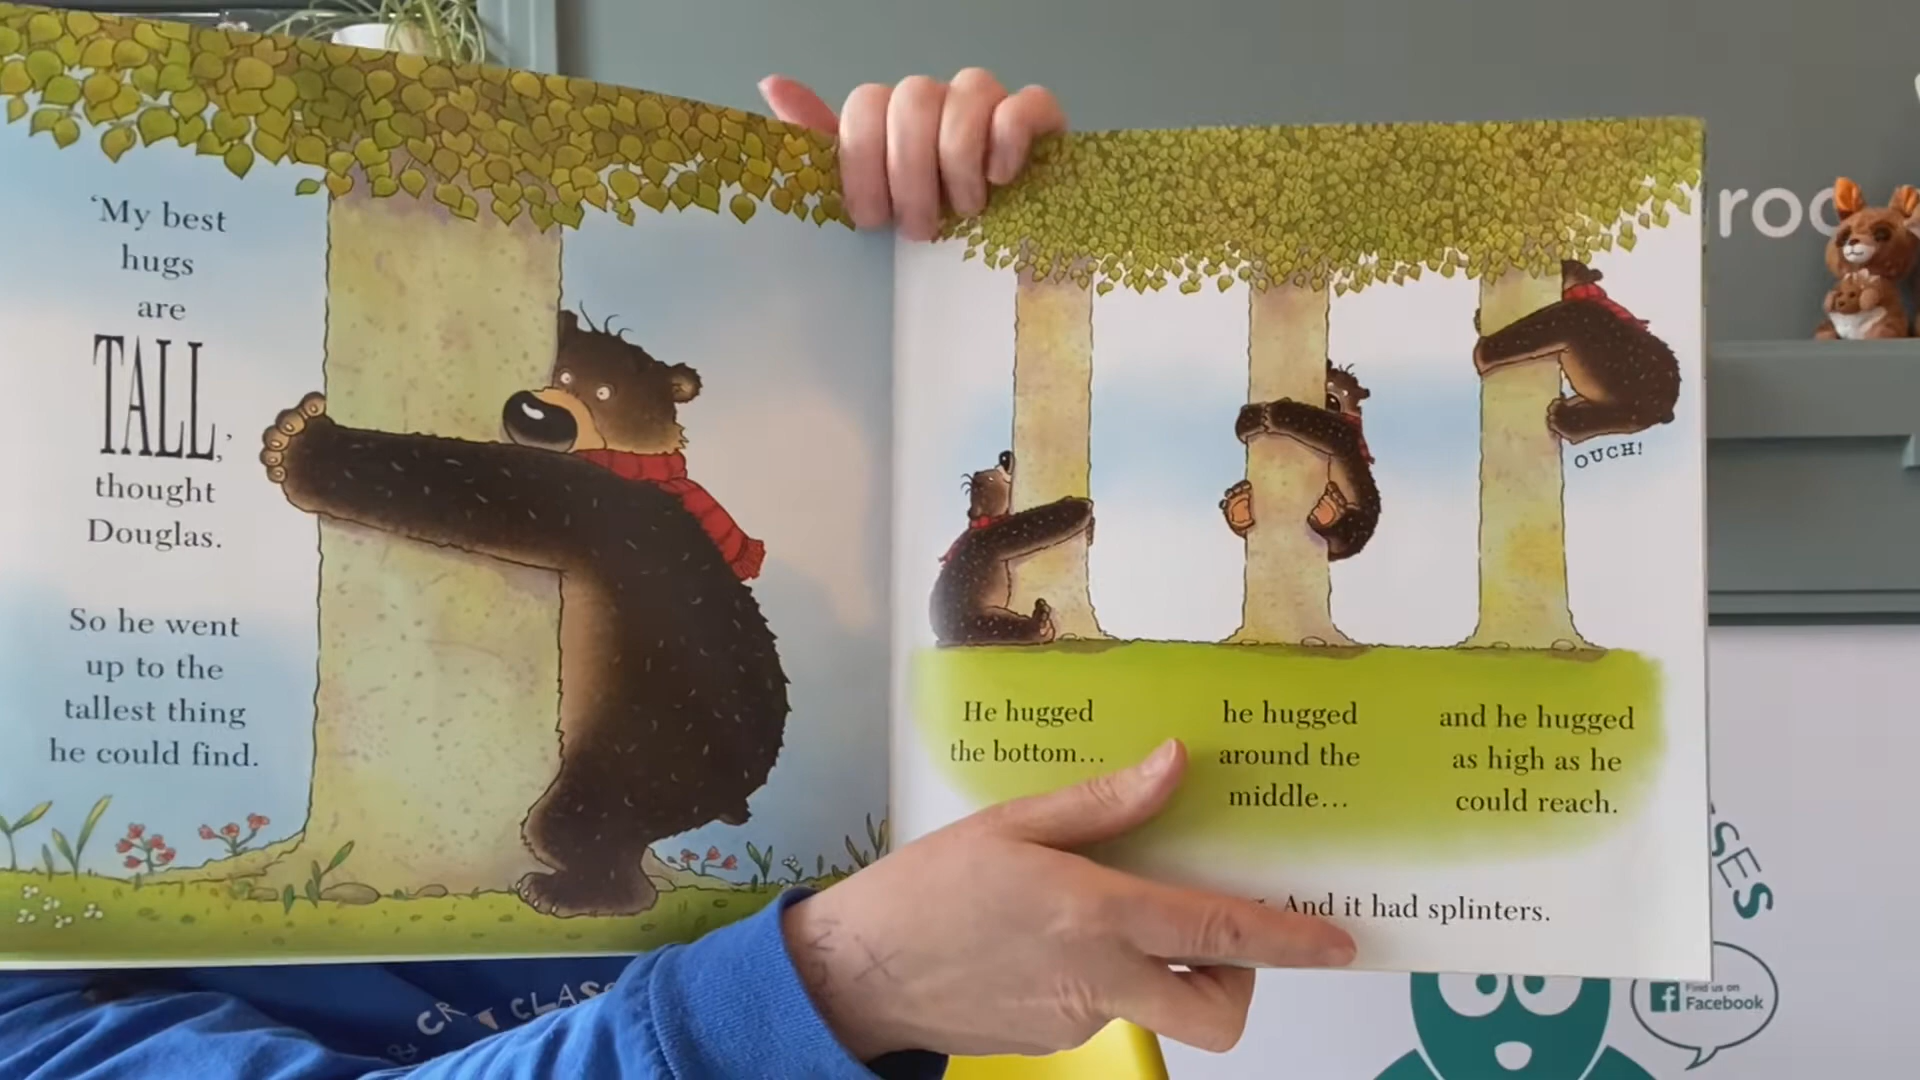 ‘My best
hugs
are
TALL,’
thought
Douglas.
So he went
up to the
tallest thing
he could find.
OUCH!
He hugged
the bottom...
he hugged
around the
middle...
and he hugged
as high as he
could reach.
And it had splinters.
Find us on
Facebook